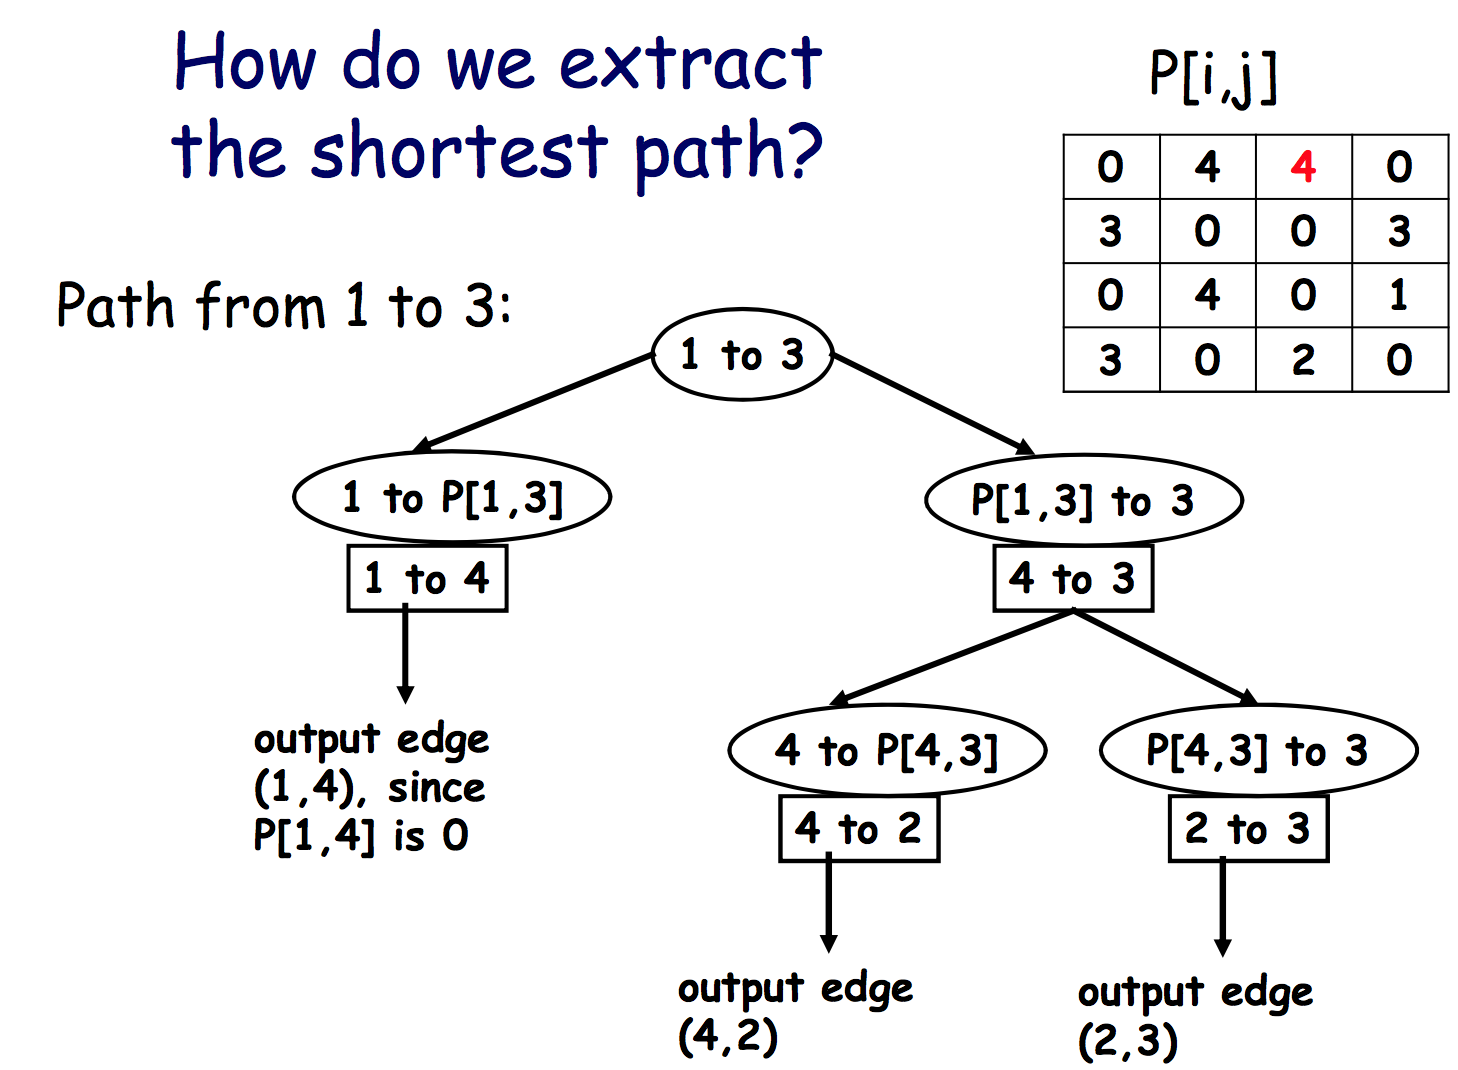 How do we extract
the shortest path?
P[i,j]
0 4 4 0
3 0 0 3
0 4 0 1
3 0 2 0
Path from 1 to 3:
1 to 3
1 to P[1,3]
P[1,3] to 3
1 to 4
4 to 3
output edge
(1,4), since
P[1,4] is 0
4 to P[4,3]
P[4,3] to 3
4 to 2
2 to 3
output edge
(4,2)
output edge
(2,3)